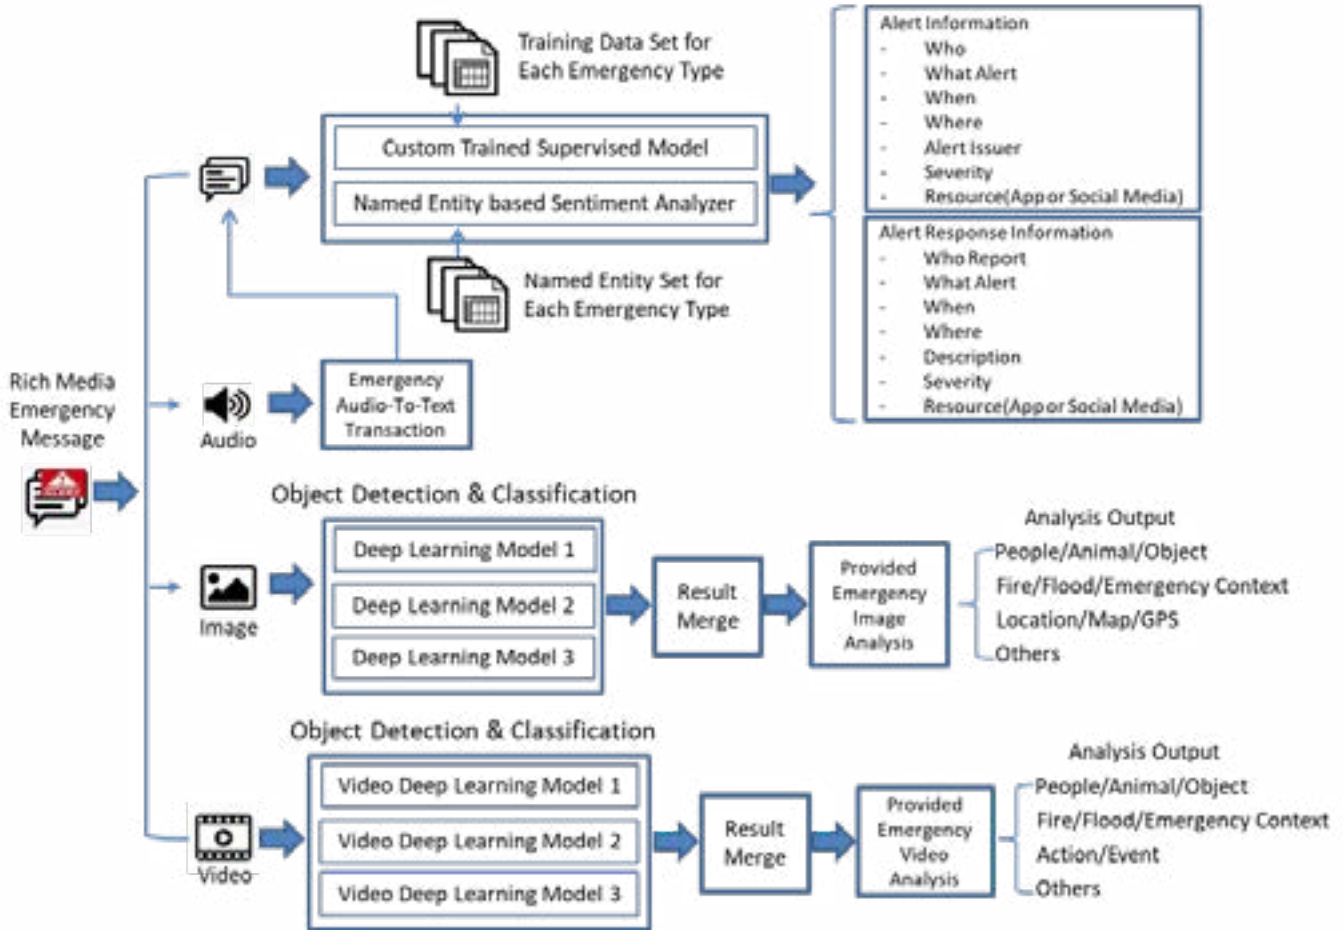 Training Data Set for
Each Emergency Type
Custom Trained Supervised Model
Named Entity based Sentiment Analyzer
Named Entity Set for
Each Emergency Type
Alert Information
- Who
- What Alert
- When
- Where
- Alert Issuer
- Severity
- Resource(App or Social Media)
Alert Response Information
- Who Report
- What Alert
- When
- Where
- Description
- Severity
- Resource(App or Social Media)
Rich Media
Emergency
Message
Audio
Emergency
Audio-To-Text
Transaction
Object Detection & Classification
Image
Deep Learning Model 1
Deep Learning Model 2
Deep Learning Model 3
Result
Merge
Provided
Emergency
Image
Analysis
Analysis Output
People/Animal/Object
Fire/Flood/Emergency Context
Location/Map/GPS
Others
Object Detection & Classification
Video
Video Deep Learning Model 1
Video Deep Learning Model 2
Video Deep Learning Model 3
Result
Merge
Provided
Emergency
Video
Analysis
Analysis Output
People/Animal/Object
Fire/Flood/Emergency Context
Action/Event
Others